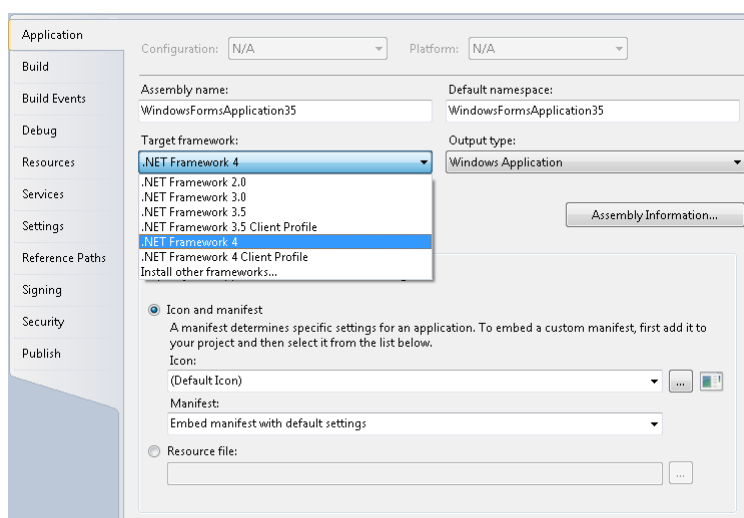 Application
Build
Build Events
Debug
Resources
Services
Settings
Reference Paths
Signing
Security
Publish
Configuration: N/A Platform: N/A
Assembly name: Default namespace:
WindowsFormsApplication35 WindowsFormsApplication35
Target framework: Output type:
.NET Framework 4 Windows Application
.NET Framework 2.0
.NET Framework 3.0
.NET Framework 3.5
.NET Framework 3.5 Client Profile
.NET Framework 4
.NET Framework 4 Client Profile
Install other frameworks...
Assembly Information...
Icon and manifest
A manifest determines specific settings for an application. To embed a custom manifest, first add it to
your project and then select it from the list below.
Icon:
(Default Icon) ...
Manifest:
Embed manifest with default settings
Resource file:
...